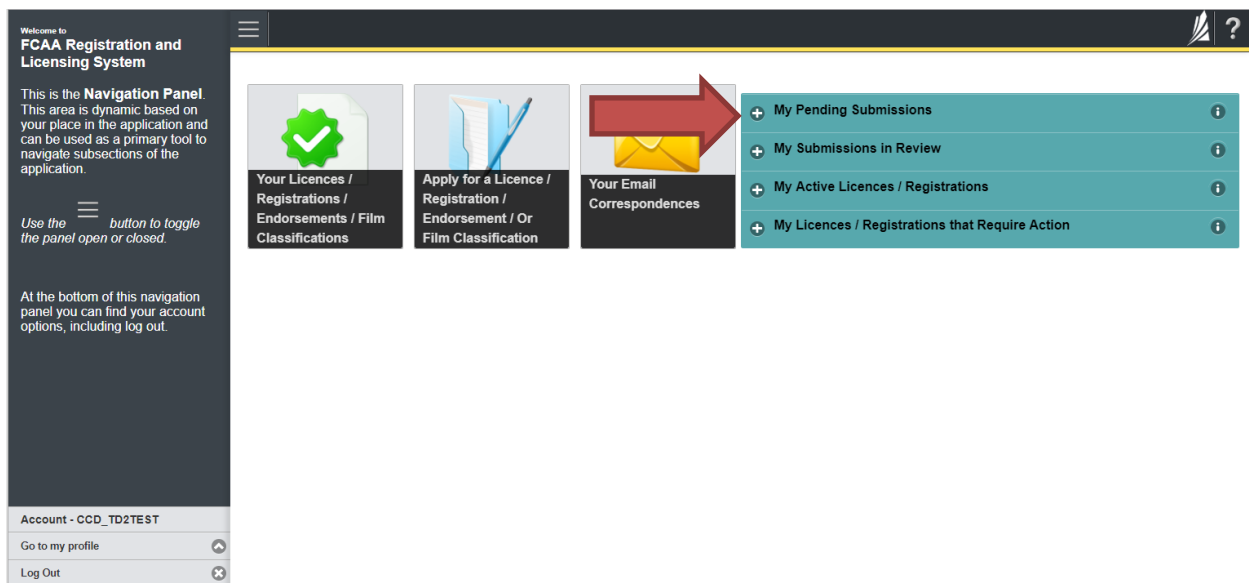 Welcome to
FCAA Registration and
Licensing System
This is the Navigation Panel.
This area is dynamic based on
your place in the application and
can be used as a primary tool to
navigate subsections of the
application.
Use the button to toggle
the panel open or closed.
At the bottom of this navigation
panel you can find your account
options, including log out.
Account - CCD_TD2TEST
Go to my profile
Log Out
?
Your Licences /
Registrations /
Endorsements / Film
Classifications
Apply for a Licence /
Registration /
Endorsement / Or
Film Classification
Your Email
Correspondences
My Pending Submissions
My Submissions in Review
My Active Licences / Registrations
My Licences / Registrations that Require Action